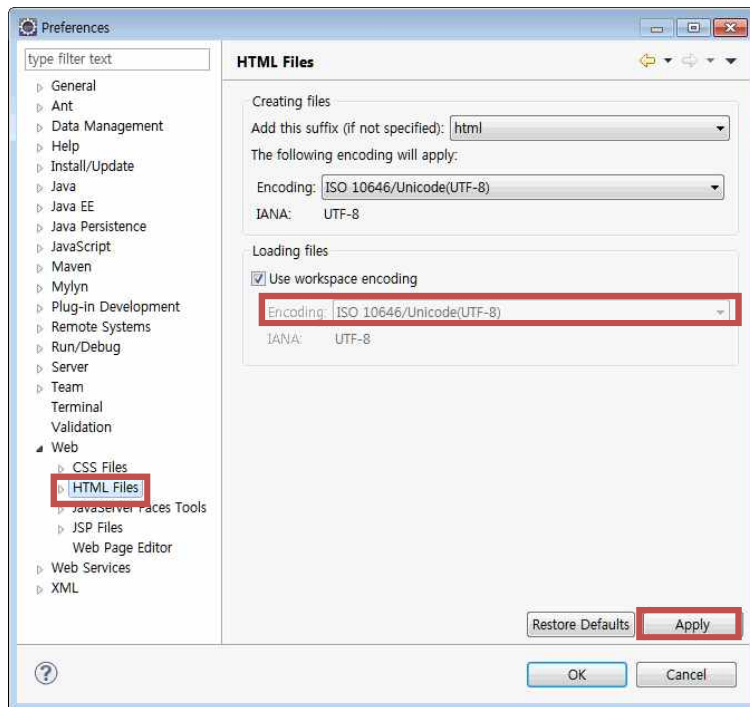 Preferences
type filter text
General
Ant
Data Management
Help
Install/Update
Java
Java EE
Java Persistence
JavaScript
Maven
Mylyn
Plug-in Development
Remote Systems
Run/Debug
Server
Team
Terminal
Validation
Web
CSS Files
HTML Files
JavaServer Faces Tools
JSP Files
Web Page Editor
Web Services
XML
HTML Files
Creating files
Add this suffix (if not specified): html
The following encoding will apply:
Encoding: ISO 10646/Unicode(UTF-8)
IANA: UTF-8
Loading files
Use workspace encoding
Encoding: ISO 10646/Unicode(UTF-8)
IANA: UTF-8
Restore Defaults Apply
? OK Cancel